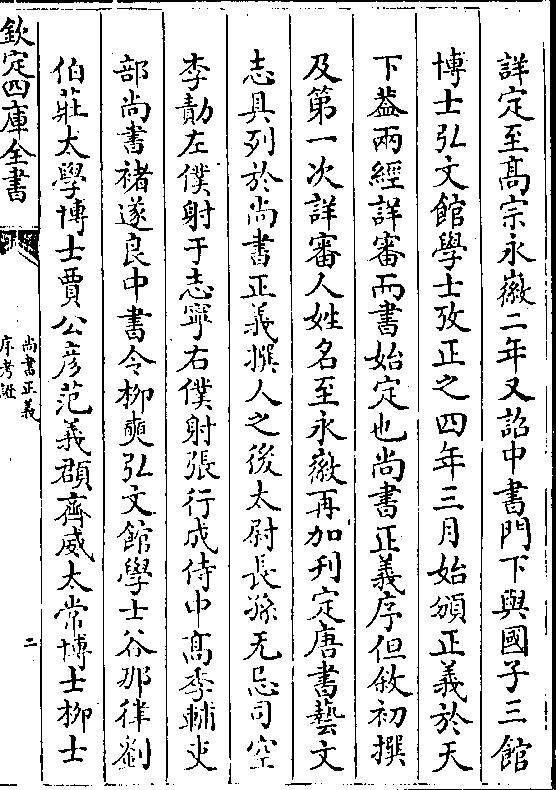 詳定至髙宗永徽二年又詔中書門下與國子三館
博士弘文館學士攷正之四年三月始頒正義於天
下葢兩經詳審而書始定也尚書正義序但敘初撰
及第一次詳審人姓名至永徽再加刋定唐書藝文
志具列於尚書正義撰人之後太尉長孫无忌司空
李勣左僕射于志寧右僕射張行成侍中髙季輔吏
部尚書褚遂良中書令柳奭弘文館學士谷那律劉
伯莊太學博士賈公彦范義頵齊威太常博士柳士
欽定四庫全書
尚書正義
序考證
二